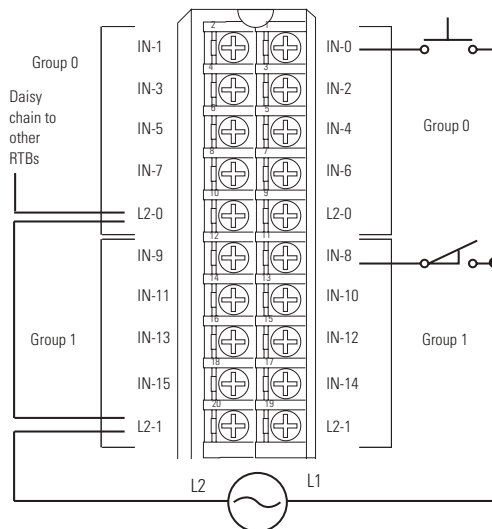 2 1
IN-1 IN-0
Group 0
4 3
IN-3 IN-2
Daisy
chain to
other
RTBs
6 5
IN-5 IN-4
Group 0
8 7
IN-7 IN-6
10 9
L2-0 L2-0
12 11
IN-9 IN-8
14 13
IN-11 IN-10
16 15
Group 1 IN-13 IN-12 Group 1
18 17
IN-15 IN-14
20 19
L2-1 L2-1
L2 L1